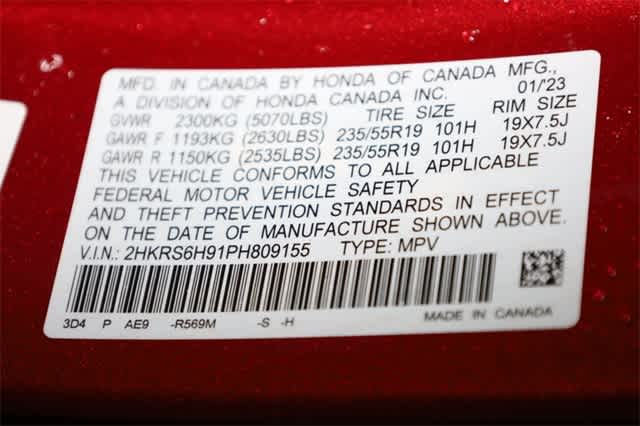 MFD. IN CANADA BY HONDA OF CANADA MFG.,
A DIVISION OF HONDA CANADA INC. 01/'23
GVWR 2300KG (5070LBS) TIRE SIZE RIM SIZE
GAWR F 1193KG (2630LBS) 235/55R19 101H 19X7.5J
GAWR R 1150KG (2535LBS) 235/55R19 101H 19X7.5J
THIS VEHICLE CONFORMS TO ALL APPLICABLE
FEDERAL MOTOR VEHICLE SAFETY
AND THEFT PREVENTION STANDARDS IN EFFECT
ON THE DATE OF MANUFACTURE SHOWN ABOVE.
V.I.N.: 2HKRS6H91PH809155 TYPE: MPV
3D4 P AE9 -R569M -S -H MADE IN CANADA